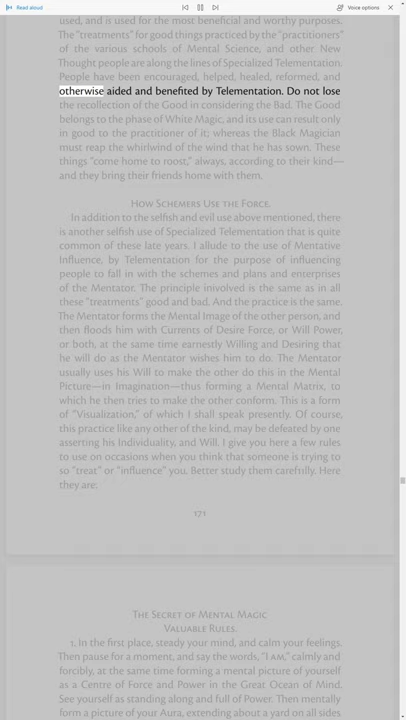 Read aloud
Voice options
used, and is used for the most beneficial and worthy purposes.
The "treatments" for good things practiced by the "practitioners"
of the various schools of Mental Science, and other New
Thought people are along the lines of Specialized Telementation.
People have been encouraged, helped, healed, reformed, and
otherwise aided and benefited by Telementation. Do not lose
the recollection of the Good in considering the Bad. The Good
belongs to the phase of White Magic, and its use can result only
in good to the practitioner of it; whereas the Black Magician
must reap the whirlwind of the wind that he has sown. These
things "come home to roost," always, according to their kind—
and they bring their friends home with them.
How Schemers Use the Force.
In addition to the selfish and evil use above mentioned, there
is another selfish use of Specialized Telementation that is quite
common of these late years. I allude to the use of Mentative
Influence, by Telementation for the purpose of influencing
people to fall in with the schemes and plans and enterprises
of the Mentator. The principle involved is the same as in all
these "treatments" good and bad. And the practice is the same.
The Mentator forms the Mental Image of the other person, and
then floods him with Currents of Desire Force, or Will Power,
or both, at the same time earnestly Willing and Desiring that
he will do as the Mentator wishes him to do. The Mentator
usually uses his Will to make the other do this in the Mental
Picture—in Imagination—thus forming a Mental Matrix, to
which he then tries to make the other conform. This is a form
of "Visualization," of which I shall speak presently. Of course,
this practice like any other of the kind, may be defeated by one
asserting his Individuality, and Will. I give you here a few rules
to use on occasions when you think that someone is trying to
so "treat" or "influence" you. Better study them carefully. Here
they are:
171
The Secret of Mental Magic
Valuable Rules.
1. In the first place, steady your mind, and calm your feelings.
Then pause for a moment, and say the words, "I am," calmly and
forcibly, at the same time forming a mental picture of yourself
as a Centre of Force and Power in the Great Ocean of Mind.
See yourself as standing along and full of Power. Then mentally
form a picture of your Aura, extending about a yard on all sides